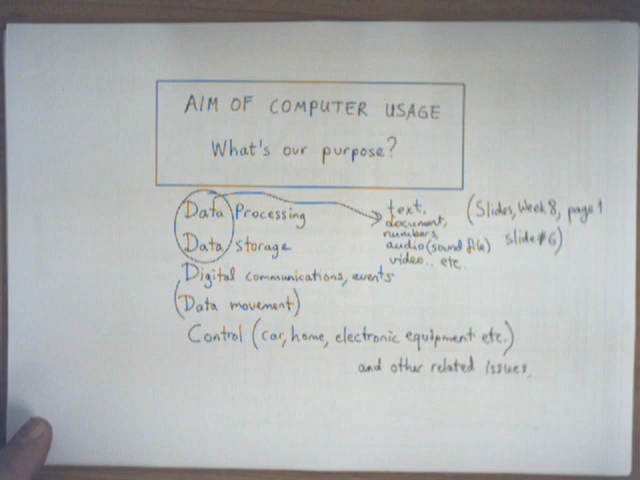 AIM OF COMPUTER USAGE
What's our purpose?
Data Processing
Data Storage
text,
document,
numbers,
audio (sound file)
video.. etc.
(Slides, Week 8, page 1
slide #6)
Digital communications, events
(Data movement)
Control (car, home, electronic equipment etc.)
and other related issues.